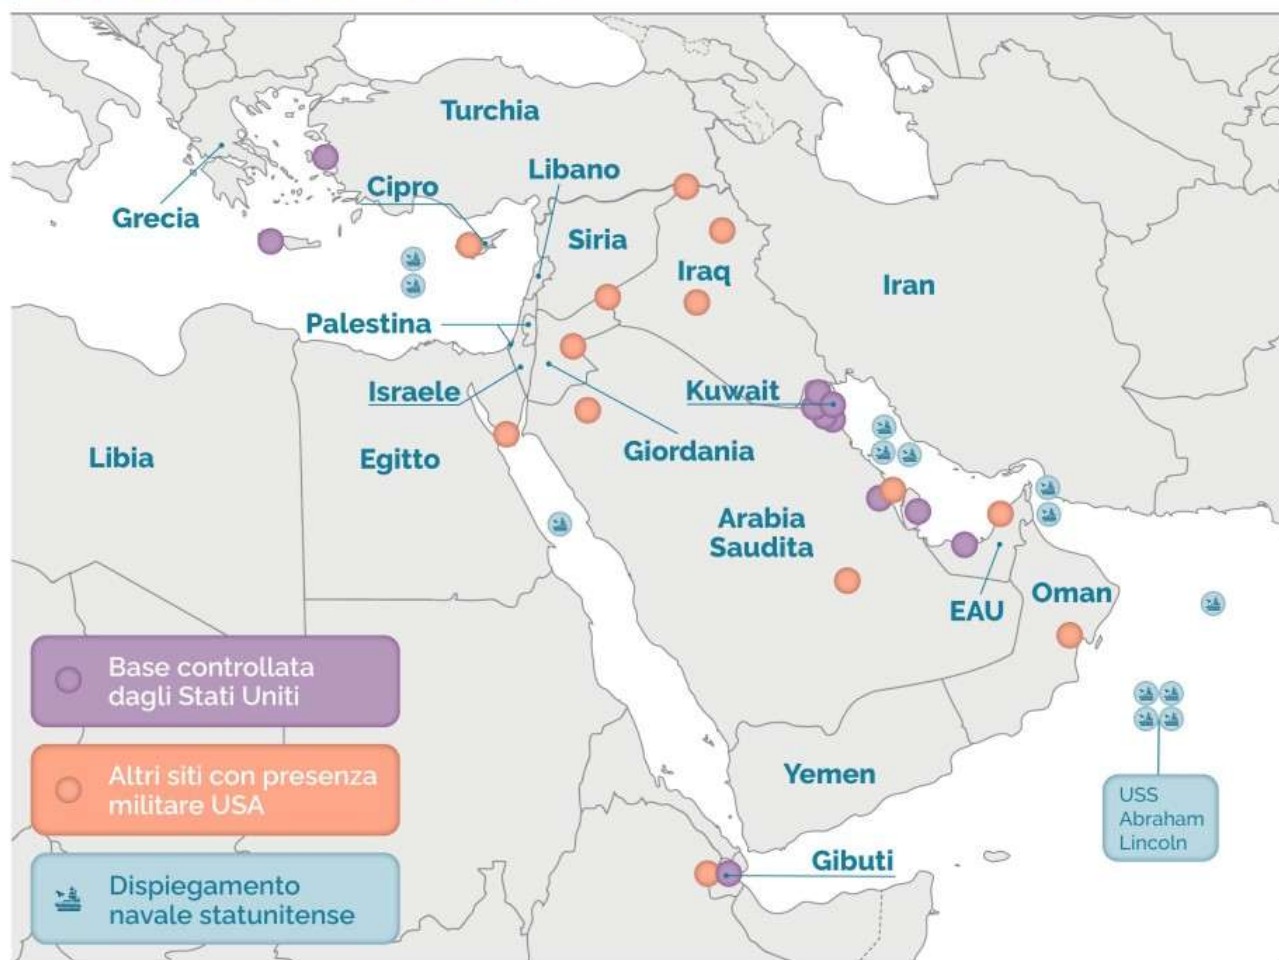 Turchia
Libano
Cipro
Grecia
Siria
Iraq
Iran
Palestina
Israele
Kuwait
Libia
Egitto
Giordania
Arabia
Saudita
EAU
Oman
Base controllata
dagli Stati Uniti
Altri siti con presenza
militare USA
Yemen
USS
Abraham
Lincoln
Gibuti
Dispiegamento
navale statunitense